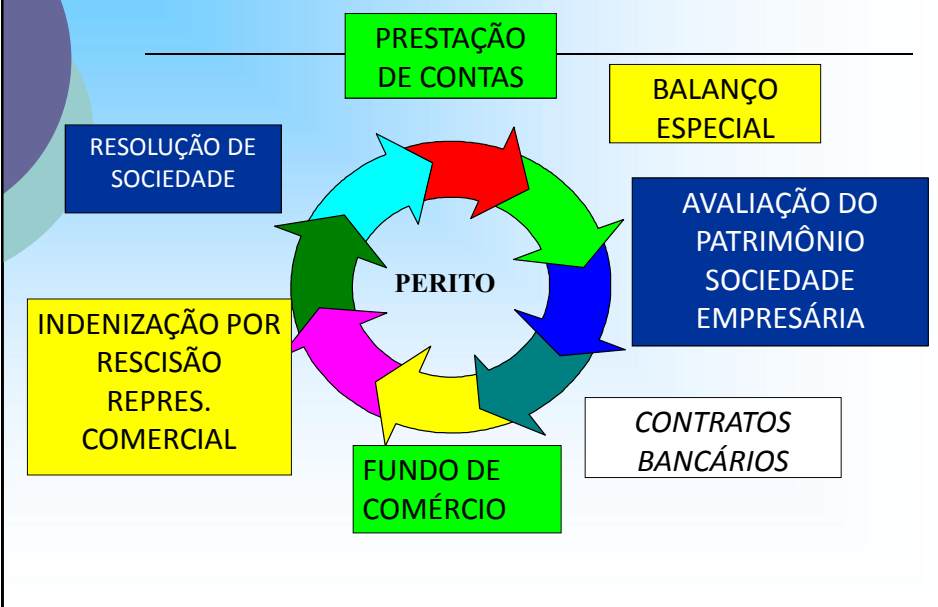 PRESTAÇÃO
DE CONTAS
BALANÇO
ESPECIAL
RESOLUÇÃO DE
SOCIEDADE
AVALIAÇÃO DO
PATRIMÔNIO
SOCIEDADE
EMPRESÁRIA
PERITO
INDENIZAÇÃO POR
RESCISÃO
REPRES.
COMERCIAL
CONTRATOS
BANCÁRIOS
FUNDO DE
COMÉRCIO